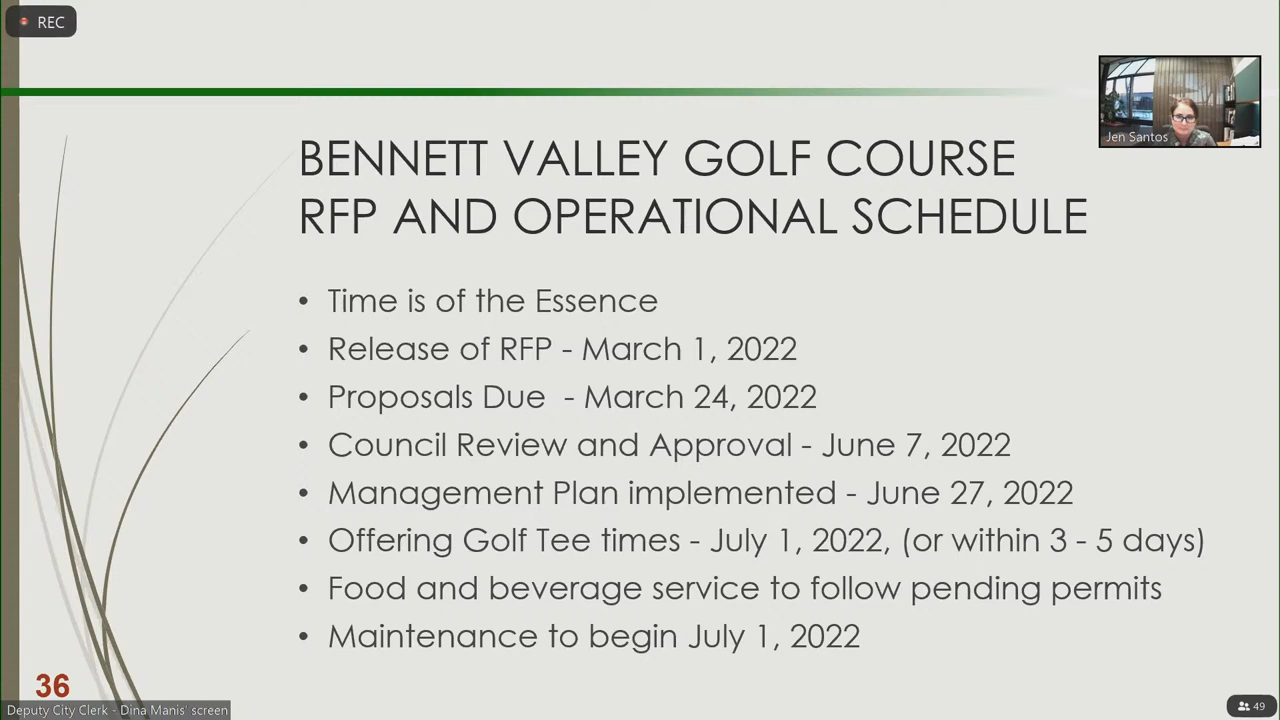 REC
Jen Santos
BENNETT VALLEY GOLF COURSE
RFP AND OPERATIONAL SCHEDULE
• Time is of the Essence
• Release of RFP - March 1, 2022
• Proposals Due - March 24, 2022
• Council Review and Approval - June 7, 2022
• Management Plan implemented - June 27, 2022
• Offering Golf Tee times - July 1, 2022, (or within 3 - 5 days)
• Food and beverage service to follow pending permits
• Maintenance to begin July 1, 2022
36
Deputy City Clerk - Dina Manis' screen
49